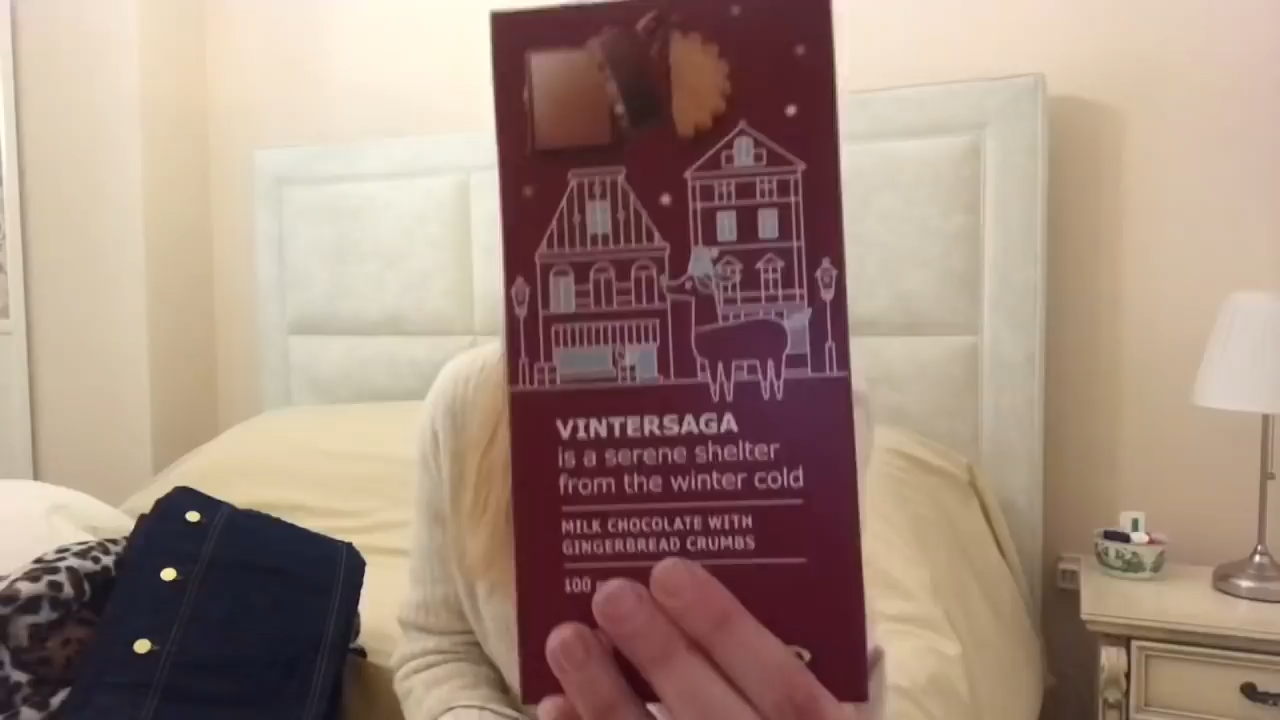 VINTERSAGA
is a serene shelter
from the winter cold
MILK CHOCOLATE WITH
GINGERBREAD CRUMBS
100